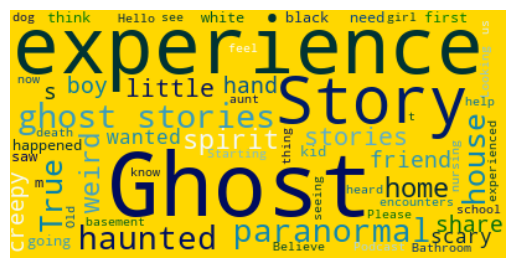 dog think Hello see white black need girl first
experience
us
looking
feel
now boy little hand Story
s
aunt help
ghost stories
t
death wanted spirit stories
happened starting
saw True weird Ghost thing kid friend house nursing experienced
know heard home
m
creepy Old seeing encounters
basement Please school
going haunted paranormal share
Believe Podcast scary
Bathroom